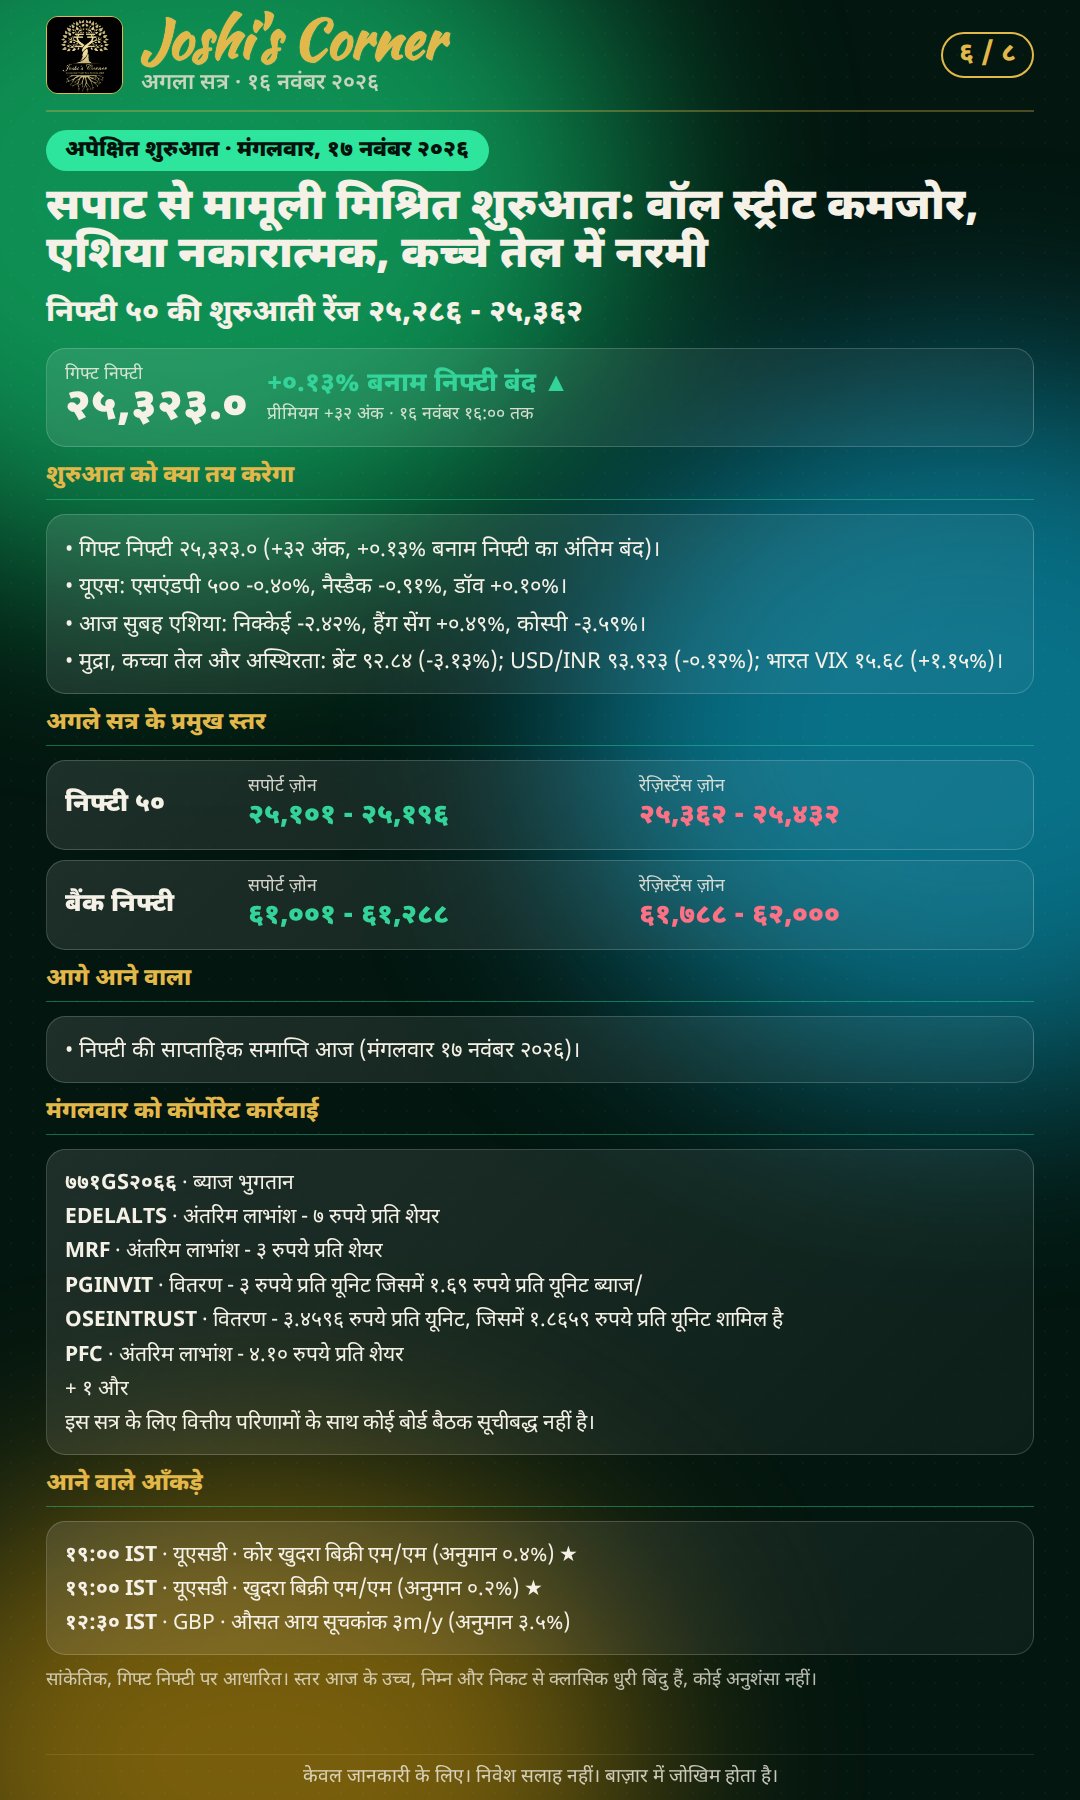 Joshi's Corner
Joshi's Corner
अगला सत्र · १६ नवंबर २०२६
६ / ८
अपेक्षित शुरुआत · मंगलवार, १७ नवंबर २०२६
सपाट से मामूली मिश्रित शुरुआत: वॉल स्ट्रीट कमजोर,
एशिया नकारात्मक, कच्चे तेल में नरमी
निफ्टी ५० की शुरुआती रेंज २५,२८६ - २५,३६२
गिफ्ट निफ्टी
२५,३२३.०
+०.१३% बनाम निफ्टी बंद ▲
प्रीमियम +३२ अंक · १६ नवंबर १६:०० तक
शुरुआत को क्या तय करेगा
• गिफ्ट निफ्टी २५,३२३.० (+३२ अंक, +०.१३% बनाम निफ्टी का अंतिम बंद)।
• यूएस: एसएंडपी ५०० -०.४०%, नैस्डैक -०.९१%, डॉव +०.१०%।
• आज सुबह एशिया: निक्केई -२.४२%, हैंग सेंग +०.४९%, कोस्पी -३.५९%।
• मुद्रा, कच्चा तेल और अस्थिरता: ब्रेंट ९२.८४ (-३.१३%); USD/INR ९३.९२३ (-०.१२%); भारत VIX १५.६८ (+१.१५%)।
अगले सत्र के प्रमुख स्तर
निफ्टी ५०
सपोर्ट ज़ोन
२५,१०१ - २५,१९६
रेज़िस्टेंस ज़ोन
२५,३६२ - २५,४३२
बैंक निफ्टी
सपोर्ट ज़ोन
६१,००१ - ६१,२८८
रेज़िस्टेंस ज़ोन
६१,७८८ - ६२,०००
आगे आने वाला
• निफ्टी की साप्ताहिक समाप्ति आज (मंगलवार १७ नवंबर २०२६)।
मंगलवार को कॉर्पोरेट कार्रवाई
७७१GS२०६६ · ब्याज भुगतान
EDELALTS · अंतरिम लाभांश - ७ रुपये प्रति शेयर
MRF · अंतरिम लाभांश - ३ रुपये प्रति शेयर
PGINVIT · वितरण - ३ रुपये प्रति यूनिट जिसमें १.६९ रुपये प्रति यूनिट ब्याज/
OSEINTRUST · वितरण - ३.४५९६ रुपये प्रति यूनिट, जिसमें १.८६५९ रुपये प्रति यूनिट शामिल है
PFC · अंतरिम लाभांश - ४.१० रुपये प्रति शेयर
+ १ और
इस सत्र के लिए वित्तीय परिणामों के साथ कोई बोर्ड बैठक सूचीबद्ध नहीं है।
आने वाले आँकड़े
१९:०० IST · यूएसडी · कोर खुदरा बिक्री एम/एम (अनुमान ०.४%) ★
१९:०० IST · यूएसडी · खुदरा बिक्री एम/एम (अनुमान ०.२%) ★
१२:३० IST · GBP · औसत आय सूचकांक ३m/y (अनुमान ३.५%)
सांकेतिक, गिफ्ट निफ्टी पर आधारित। स्तर आज के उच्च, निम्न और निकट से क्लासिक धुरी बिंदु हैं, कोई अनुशंसा नहीं।
केवल जानकारी के लिए। निवेश सलाह नहीं। बाज़ार में जोखिम होता है।